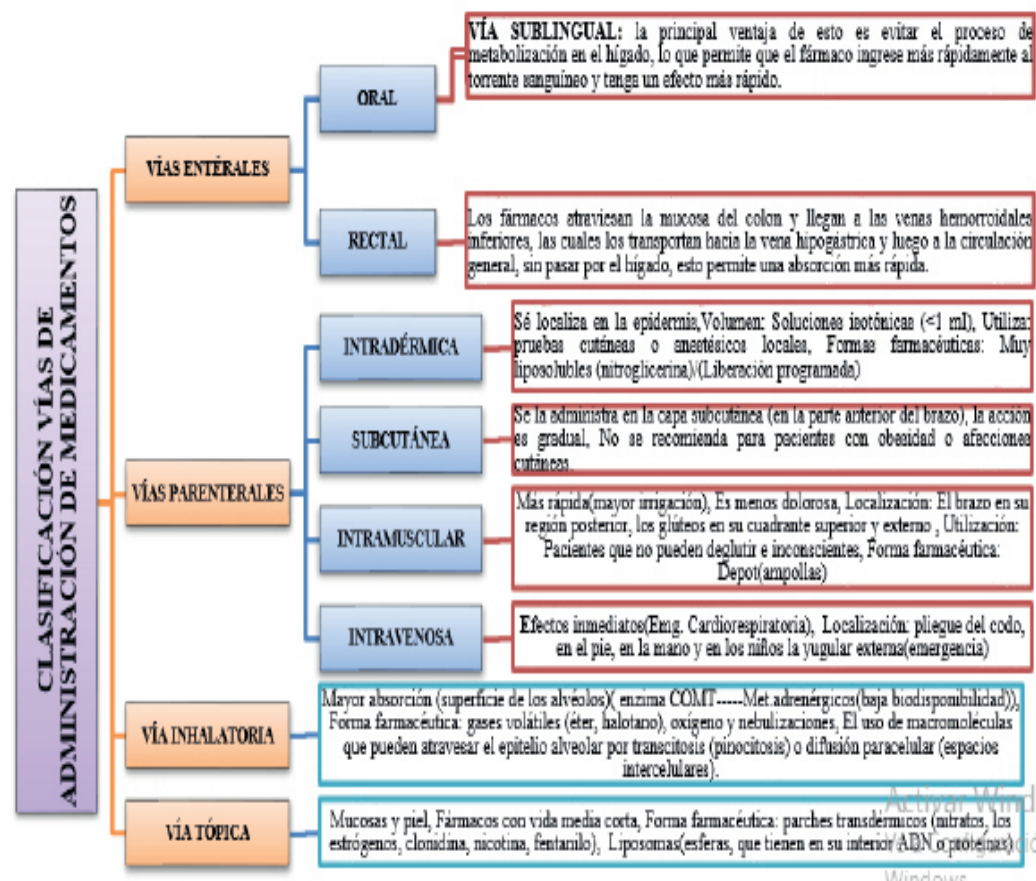 CLASIFICACIÓN VÍAS DE
ADMINISTRACIÓN DE MEDICAMENTOS
VÍAS ENTÉRALES
ORAL
VÍA SUBLINGUAL: la principal ventaja de esto es evitar el proceso de
metabolización en el hígado, lo que permite que el fármaco ingrese más rápidamente al
torrente sanguíneo y tenga un efecto más rápido.
RECTAL
Los fármacos atraviesan la mucosa del colon y llegan a las venas hemorroidales
inferiores, las cuales los transportan hacia la vena hipogástrica y luego a la circulación
general, sin pasar por el hígado, esto permite una absorción más rápida.
VÍAS PARENTERALES
INTRADÉRMICA
Sé localiza en la epidermis,Volumen: Soluciones isotónicas (<1 ml), Utiliza:
pruebas cutáneas o anestésicos locales, Formas farmacéuticas: Muy
liposolubles (nitroglicerina)/(Liberación programada)
SUBCUTÁNEA
Se la administra en la capa subcutánea (en la parte anterior del brazo), la acción
es gradual, No se recomienda para pacientes con obesidad o afecciones
cutáneas.
INTRAMUSCULAR
Más rápida(mayor irrigación), Es menos dolorosa, Localización: El brazo en su
región posterior, los glúteos en su cuadrante superior y externo , Utilización:
Pacientes que no pueden deglutir e inconscientes, Forma farmacéutica:
Depot(ampollas)
INTRAVENOSA
Efectos inmediatos(Emg. Cardiorespiratoria), Localización: pliegue del codo,
en el pie, en la mano y en los niños la yugular externa(emergencia)
VÍA INHALATORIA
Mayor absorción (superficie de los alvéolos)( enzima COMT-----Met.adrenérgicos(baja biodisponibilidad)),
Forma farmacéutica: gases volátiles (éter, halotano), oxígeno y nebulizaciones, El uso de macromoléculas
que pueden atravesar el epitelio alveolar por transcitosis (pinocitosis) o difusión paracelular (espacios
intercelulares).
VÍA TÓPICA
Mucosas y piel, Fármacos con vida media corta, Forma farmacéutica: parches transdérmicos (nitratos, los
estrógenos, clonidina, nicotina, fentanilo), Liposomas(esferas, que tienen en su interior ADN o proteínas)
Activar Wind
Windows